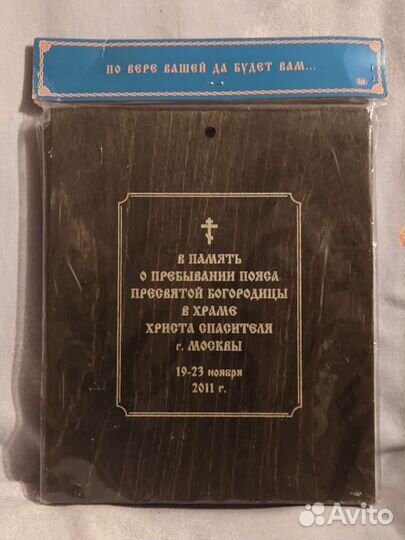 ПО ВЕРЕ ВАШЕЙ ДА БУДЕТ ВАМ...
В ПАМЯТЬ
О ПРЕБЫВАНИИ ПОЯСА
ПРЕСВЯТОЙ БОГОРОДИЦЫ
В ХРАМЕ
ХРИСТА СПАСИТЕЛЯ
г. МОСКВЫ
19-23 ноября
2011 г.
Avito